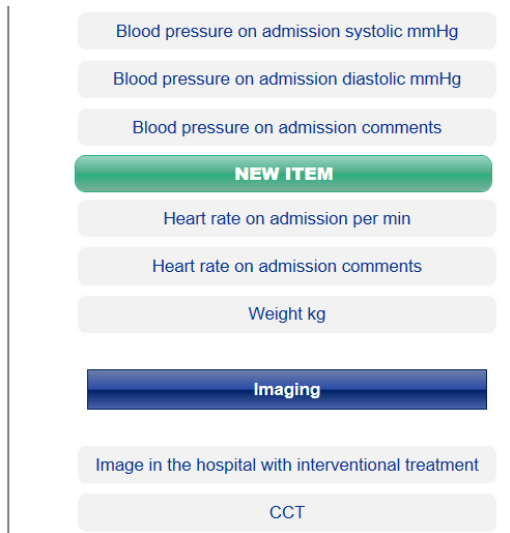 Blood pressure on admission systolic mmHg
Blood pressure on admission diastolic mmHg
Blood pressure on admission comments
NEW ITEM
Heart rate on admission per min
Heart rate on admission comments
Weight kg
Imaging
Image in the hospital with interventional treatment
CCT